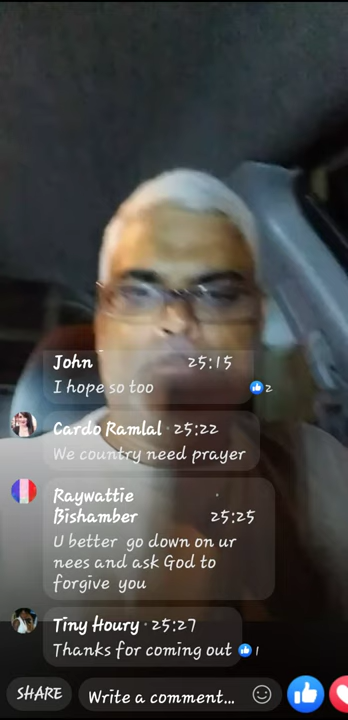 John
25:15
I hope so too
2
Cardo Ramlal · 25:22
We country need prayer
Raywattie
Bishamber
25:25
U better go down on ur
nees and ask God to
forgive you
Tiny Houry · 25:27
Thanks for coming out 1
SHARE
Write a comment...